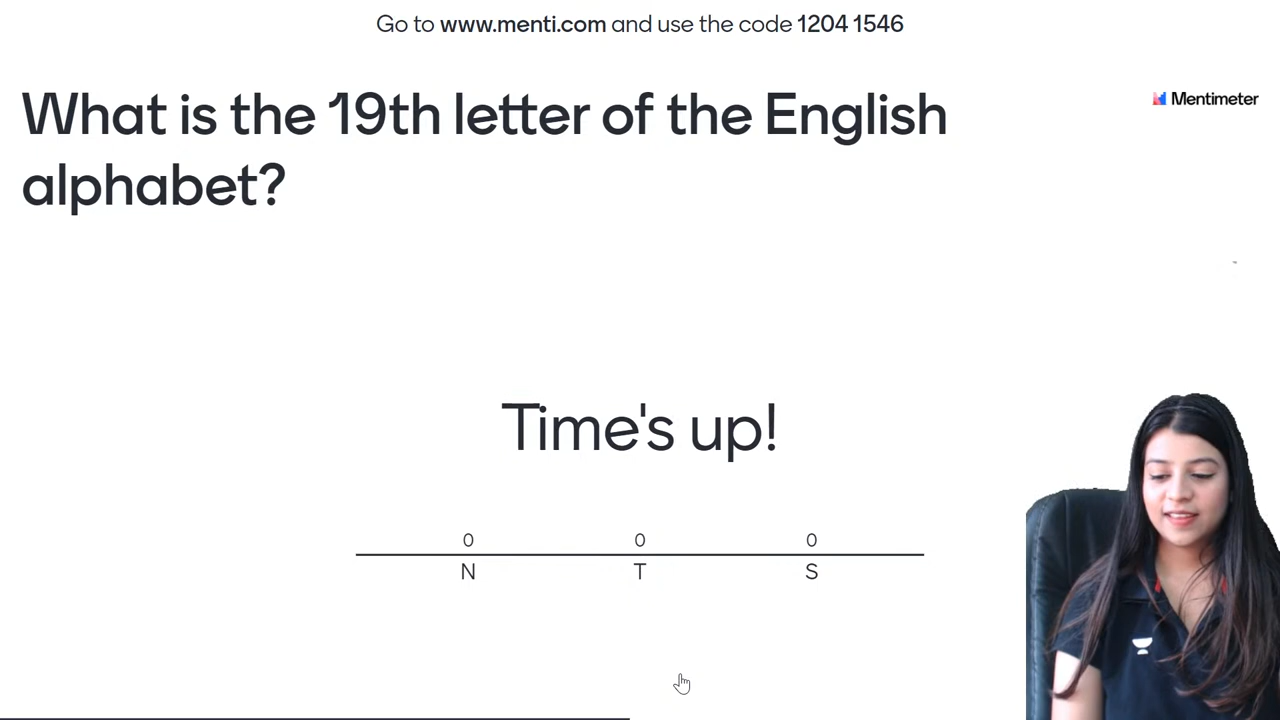 Go to www.menti.com and use the code 1204 1546
What is the 19th letter of the English
alphabet?
Mentimeter
Time's up!
0 0 0
N T S